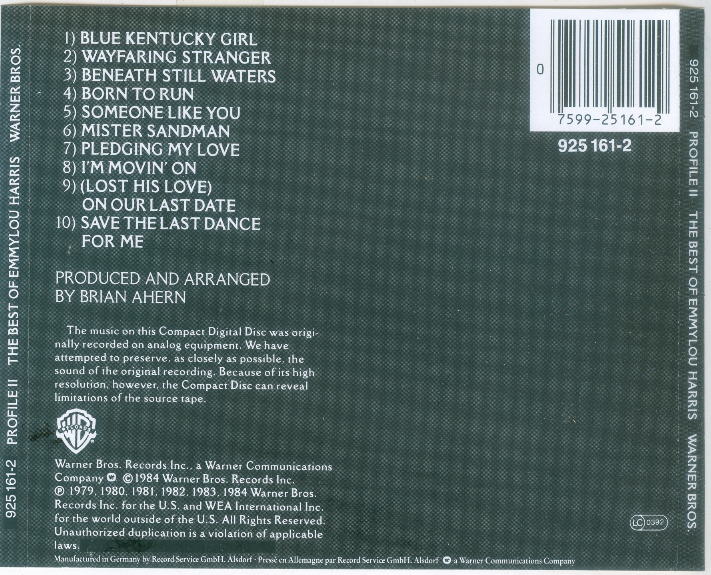 1) BLUE KENTUCKY GIRL
2) WAYFARING STRANGER
3) BENEATH STILL WATERS
4) BORN TO RUN
5) SOMEONE LIKE YOU
6) MISTER SANDMAN
7) PLEDGING MY LOVE
8) I'M MOVIN' ON
9) (LOST HIS LOVE)
ON OUR LAST DATE
10) SAVE THE LAST DANCE
FOR ME
PRODUCED AND ARRANGED
BY BRIAN AHERN
The music on this Compact Digital Disc was origi-
nally recorded on analog equipment. We have
attempted to preserve, as closely as possible, the
sound of the original recording. Because of its high
resolution, however, the Compact Disc can reveal
limitations of the source tape.
WB
RECORDS
Warner Bros. Records Inc., a Warner Communications
Company ©1984 Warner Bros. Records Inc.
℗ 1979, 1980, 1981, 1982, 1983, 1984 Warner Bros.
Records Inc. for the U.S. and WEA International Inc.
for the world outside of the U.S. All Rights Reserved.
Unauthorized duplication is a violation of applicable
laws.
Manufactured in Germany by Record Service GmbH, Alsdorf · Pressé en Allemagne par Record Service GmbH, Alsdorf a Warner Communications Company
0
7599-25161-2
925 161-2
LC 0392
925 161-2 PROFILE II THE BEST OF EMMYLOU HARRIS WARNER BROS.
925 161-2 PROFILE II THE BEST OF EMMYLOU HARRIS WARNER BROS.